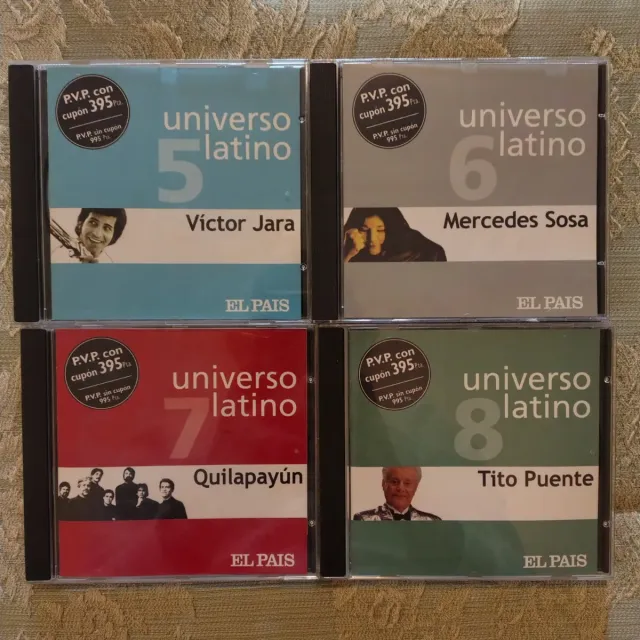 P.V.P. con
cupón 395 Pts.
P.V.P. sin cupón
995 Pts.
universo
5 latino
Víctor Jara
EL PAIS
P.V.P. con
cupón 395 Pts.
P.V.P. sin cupón
995 Pts.
universo
6 latino
Mercedes Sosa
EL PAIS
P.V.P. con
cupón 395 Pts.
P.V.P. sin cupón
995 Pts.
universo
7 latino
Quilapayún
EL PAIS
P.V.P. con
cupón 395 Pts.
P.V.P. sin cupón
995 Pts.
universo
8 latino
Tito Puente
EL PAIS